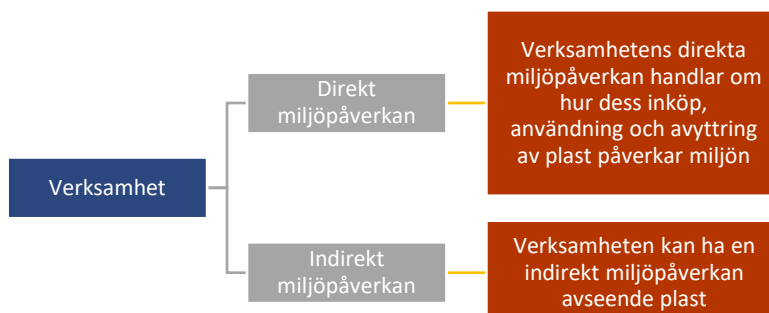 Verksamhet
Direkt
miljöpåverkan
Verksamhetens direkta
miljöpåverkan handlar om
hur dess inköp,
användning och avyttring
av plast påverkar miljön
Indirekt
miljöpåverkan
Verksamheten kan ha en
indirekt miljöpåverkan
avseende plast